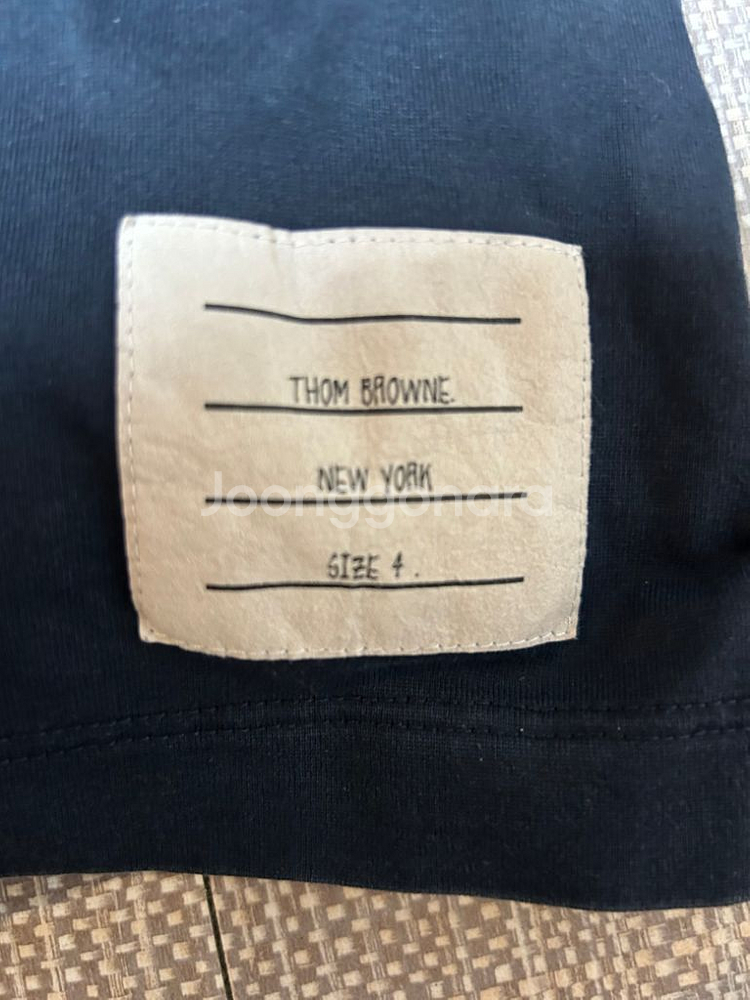 THOM BROWNE.
NEW YORK
Joonggonara
SIZE 4.